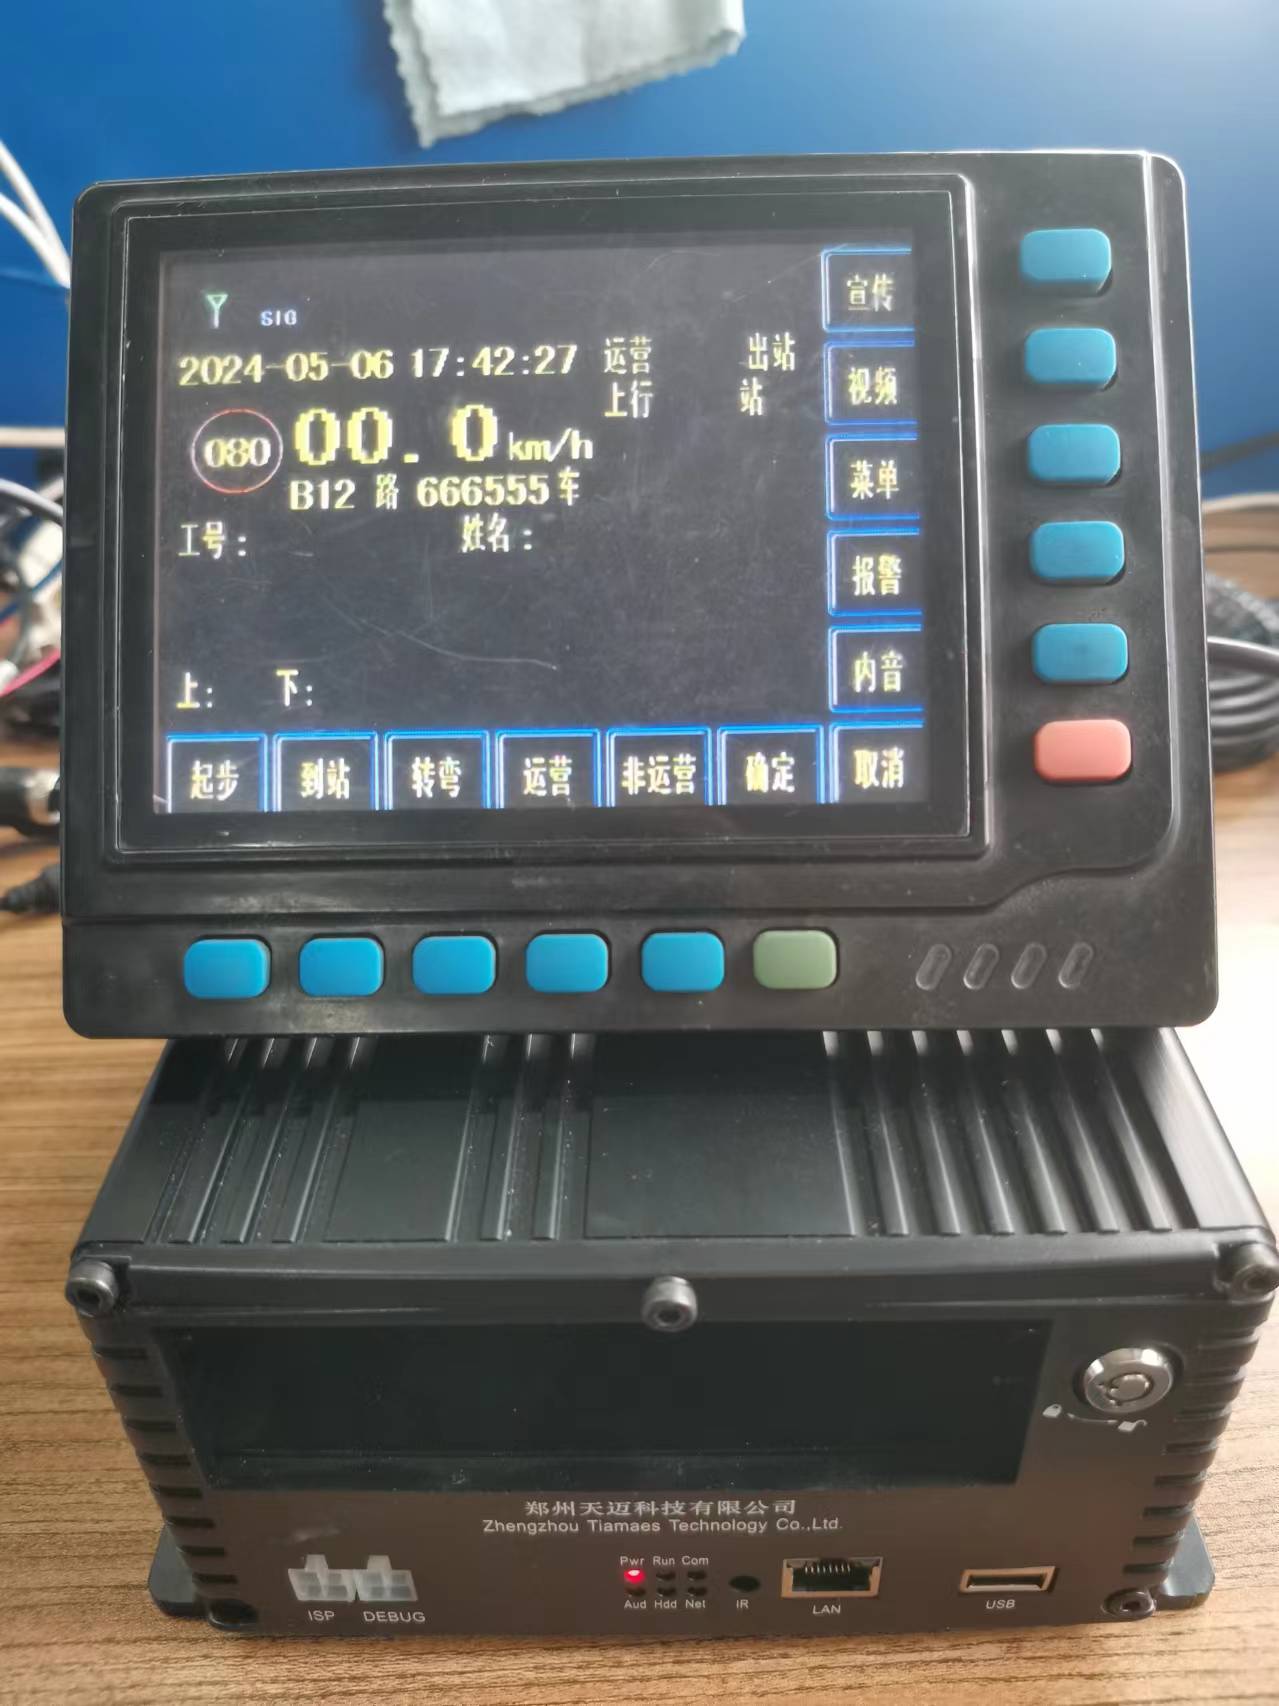 SIG
宣传
2024-05-06 17:42:27 运营 出站
上行 站
视频
080 00.0 km/h
B12 路 666555 车
菜单
工号: 姓名:
报警
内音
上: 下:
起步 到站 转弯 运营 非运营 确定 取消
郑州天迈科技有限公司
Zhengzhou Tiamaes Technology Co.,Ltd.
Pwr Run Com
Aud Hdd Net IR
ISP DEBUG LAN USB